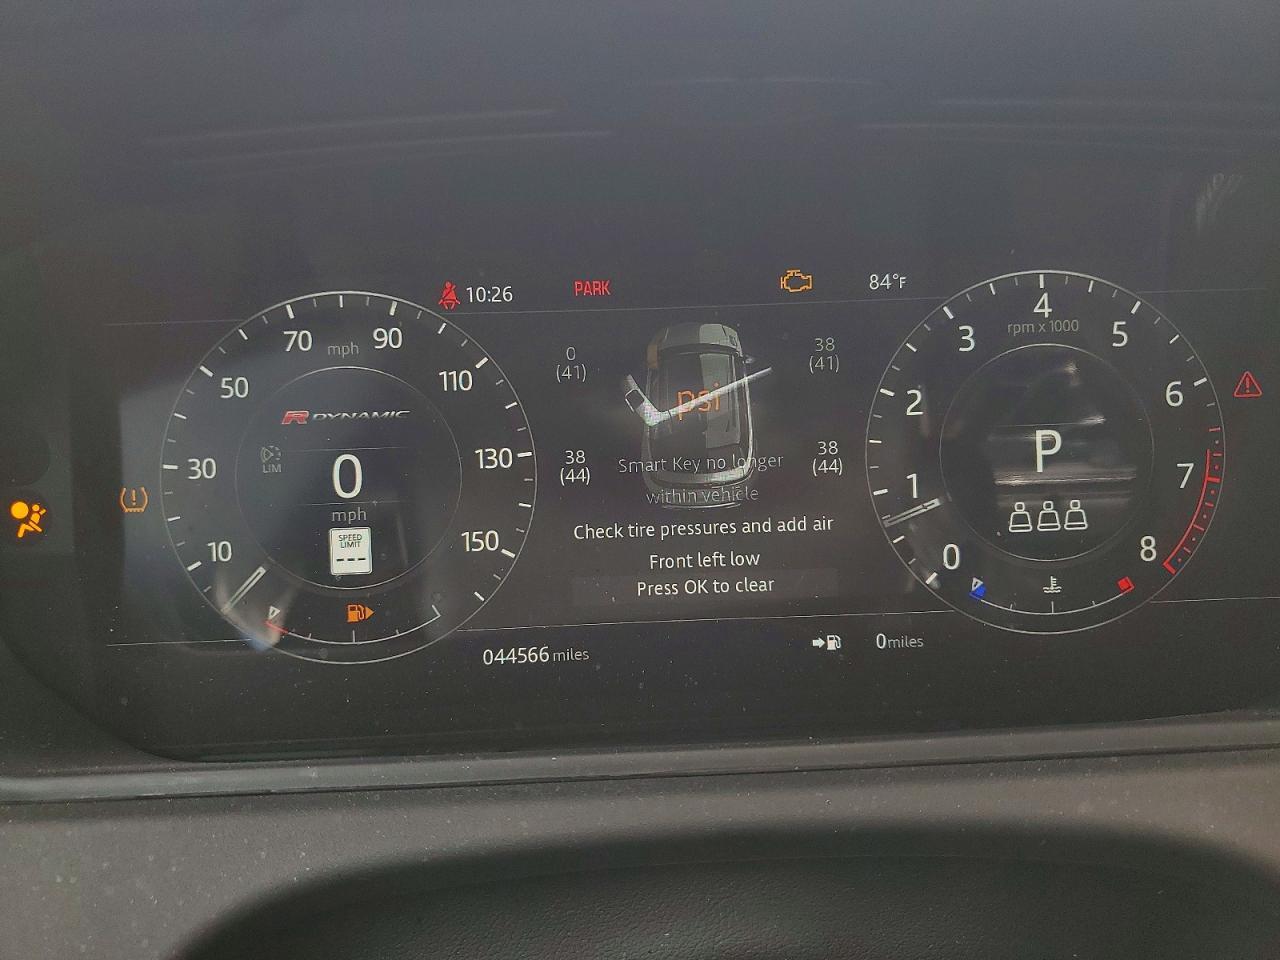 10:26
PARK
84°F
10
30
50
70
90
110
130
150
mph
R DYNAMIC
LIM
0
mph
SPEED
LIMIT
---
0
(41)
38
(41)
psi
38
(44)
38
(44)
Smart Key no longer
within vehicle
Check tire pressures and add air
Front left low
Press OK to clear
0
1
2
3
4
5
6
7
8
rpm x 1000
P
044566 miles
0 miles